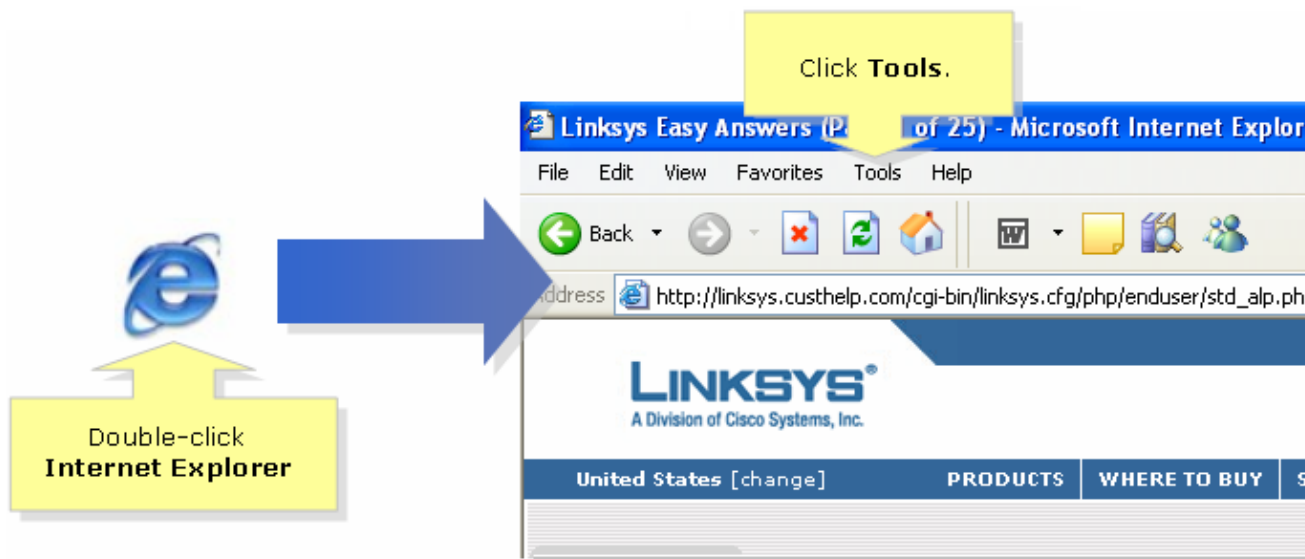 Click Tools.
Linksys Easy Answers (P of 25) - Microsoft Internet Explor
File Edit View Favorites Tools Help
Back
ddress http://linksys.custhelp.com/cgi-bin/linksys.cfg/php/enduser/std_alp.ph
LINKSYS®
A Division of Cisco Systems, Inc.
Double-click
Internet Explorer
United States [change] PRODUCTS WHERE TO BUY S